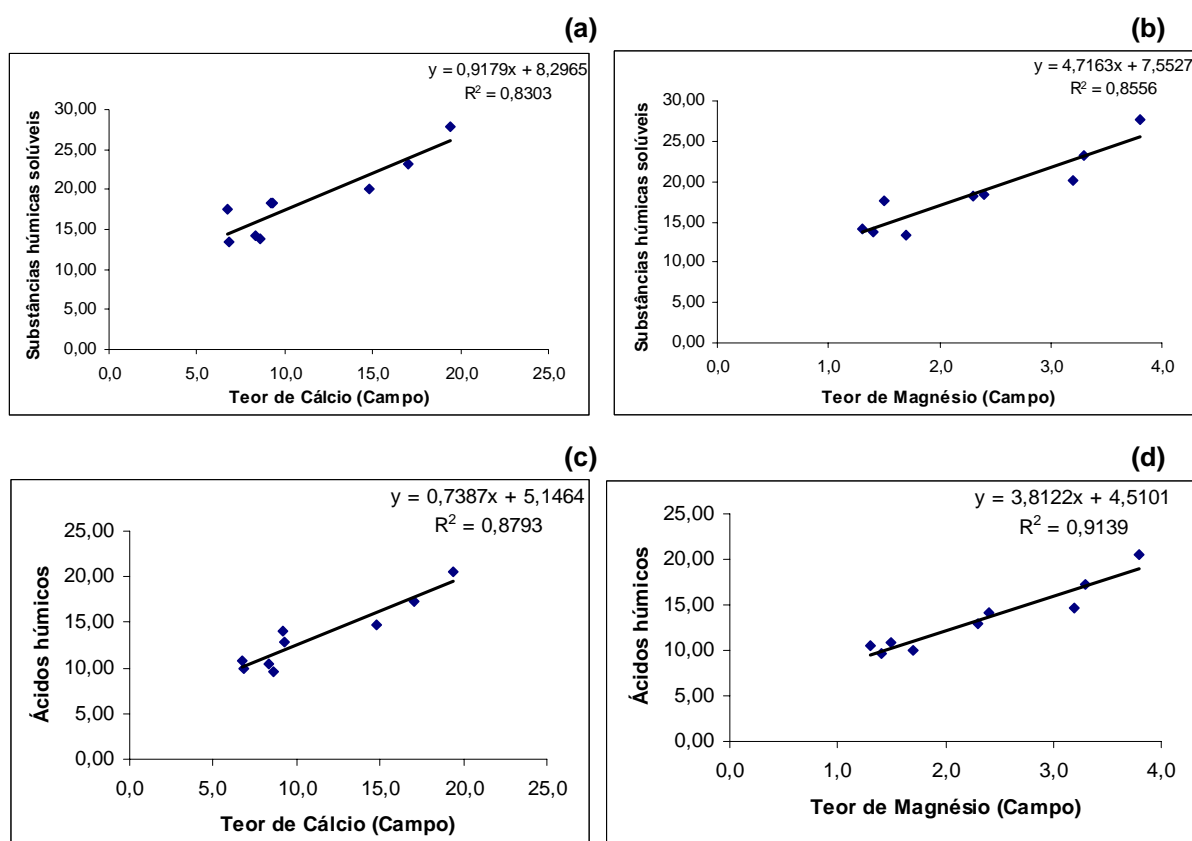 (a)
y = 0,9179x + 8,2965
R² = 0,8303
30,00
25,00
20,00
15,00
10,00
5,00
0,00
0,0 5,0 10,0 15,0 20,0 25,0
Teor de Cálcio (Campo)
Substâncias húmicas solúveis
(b)
y = 4,7163x + 7,5527
R² = 0,8556
30,00
25,00
20,00
15,00
10,00
5,00
0,00
0,0 1,0 2,0 3,0 4,0
Teor de Magnésio (Campo)
Substâncias húmicas solúveis
(c)
y = 0,7387x + 5,1464
R² = 0,8793
25,00
20,00
15,00
10,00
5,00
0,00
0,0 5,0 10,0 15,0 20,0 25,0
Teor de Cálcio (Campo)
Ácidos húmicos
(d)
y = 3,8122x + 4,5101
R² = 0,9139
25,00
20,00
15,00
10,00
5,00
0,00
0,0 1,0 2,0 3,0 4,0
Teor de Magnésio (Campo)
Ácidos húmicos